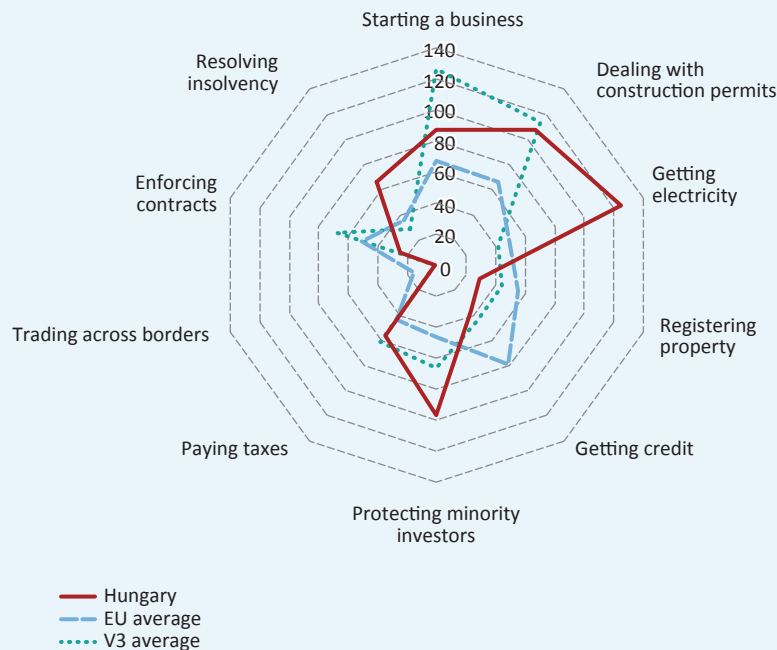 Starting a business
Dealing with
construction permits
Getting
electricity
Registering
property
Getting credit
Protecting minority
investors
Paying taxes
Trading across borders
Enforcing
contracts
Resolving
insolvency
140
120
100
80
60
40
20
0
Hungary
EU average
V3 average